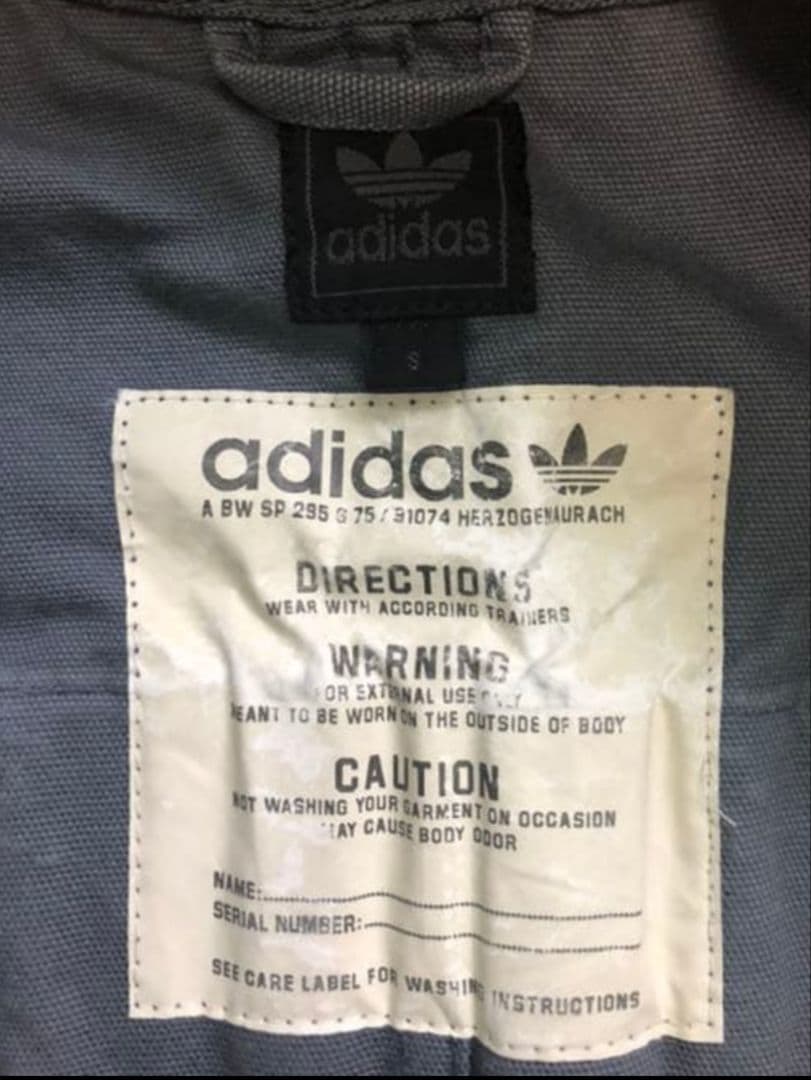 adidas
S
adidas
A BW SP 295 G 75 / 91074 HERZOGENAURACH
DIRECTIONS
WEAR WITH ACCORDING TRAINERS
WARNING
FOR EXTERNAL USE ONLY
MEANT TO BE WORN ON THE OUTSIDE OF BODY
CAUTION
NOT WASHING YOUR GARMENT ON OCCASION
MAY CAUSE BODY ODOR
NAME:
SERIAL NUMBER:
SEE CARE LABEL FOR WASHING INSTRUCTIONS